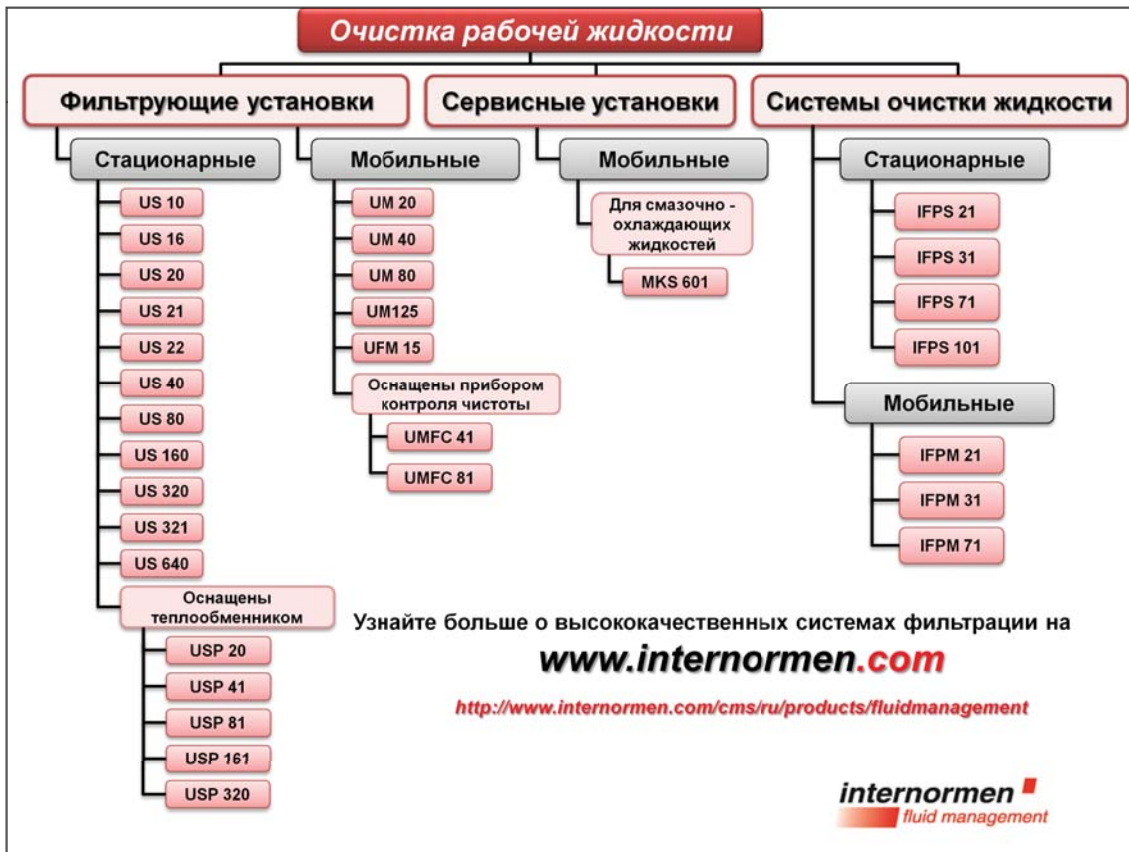 Очистка рабочей жидкости
Фильтрующие установки
Стационарные
US 10
US 16
US 20
US 21
US 22
US 40
US 80
US 160
US 320
US 321
US 640
Оснащены
теплообменником
USP 20
USP 41
USP 81
USP 161
USP 320
Мобильные
UM 20
UM 40
UM 80
UM125
UFM 15
Оснащены прибором
контроля чистоты
UMFC 41
UMFC 81
Сервисные установки
Мобильные
Для смазочно -
охлаждающих
жидкостей
MKS 601
Системы очистки жидкости
Стационарные
IFPS 21
IFPS 31
IFPS 71
IFPS 101
Мобильные
IFPM 21
IFPM 31
IFPM 71
Узнайте больше о высококачественных системах фильтрации на
www.internormen.com
http://www.internormen.com/cms/ru/products/fluidmanagement
internormen
fluid management